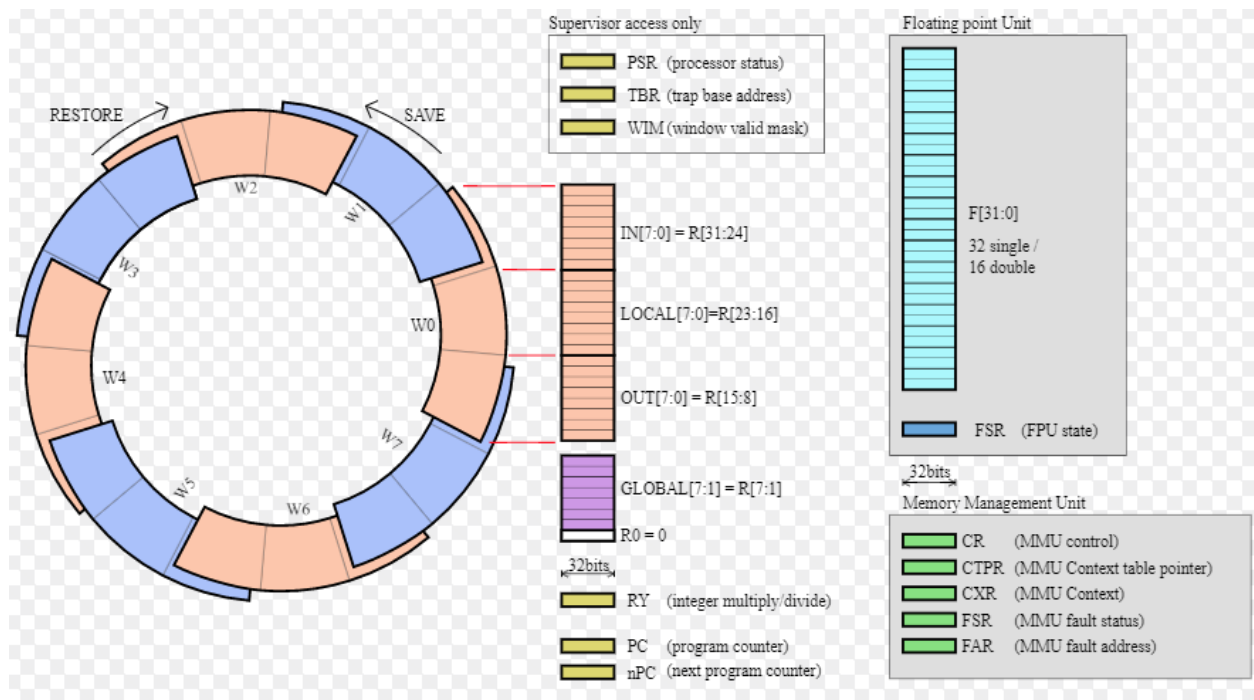 Supervisor access only
PSR (processor status)
TBR (trap base address)
WIM (window valid mask)
Floating point Unit
F[31:0]
32 single /
16 double
FSR (FPU state)
32bits
Memory Management Unit
CR (MMU control)
CTPR (MMU Context table pointer)
CXR (MMU Context)
FSR (MMU fault status)
FAR (MMU fault address)
RESTORE
SAVE
W2
W1
W3
W0
W4
W7
W5
W6
IN[7:0] = R[31:24]
LOCAL[7:0]=R[23:16]
OUT[7:0] = R[15:8]
GLOBAL[7:1] = R[7:1]
R0 = 0
32bits
RY (integer multiply/divide)
PC (program counter)
nPC (next program counter)